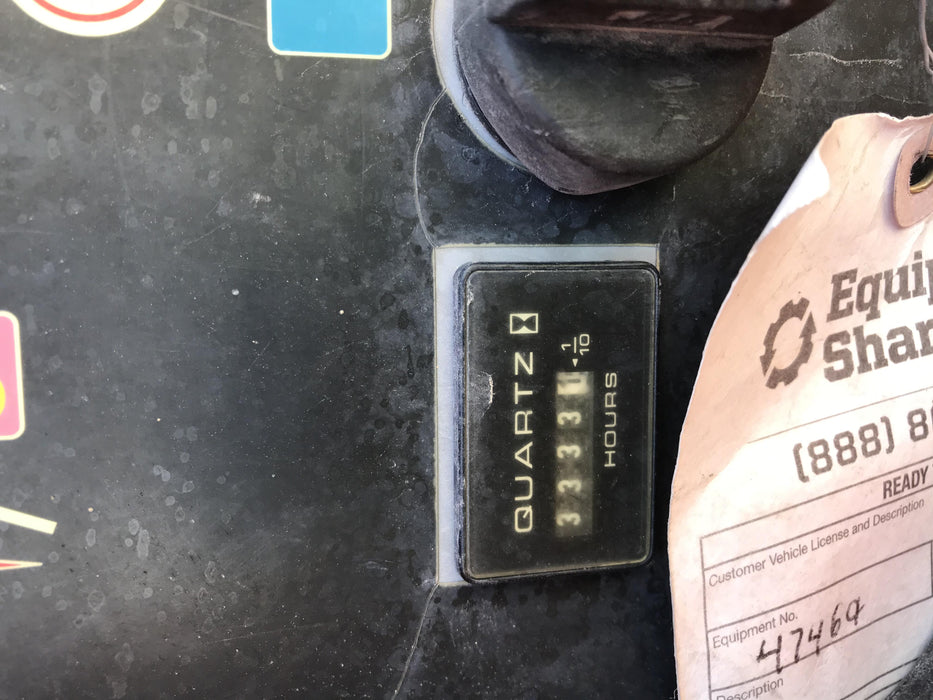 QUARTZ
3333
1/10
HOURS
Equip
Shar
(888) 8
READY
Customer Vehicle License and Description
Equipment No.
47469
Description